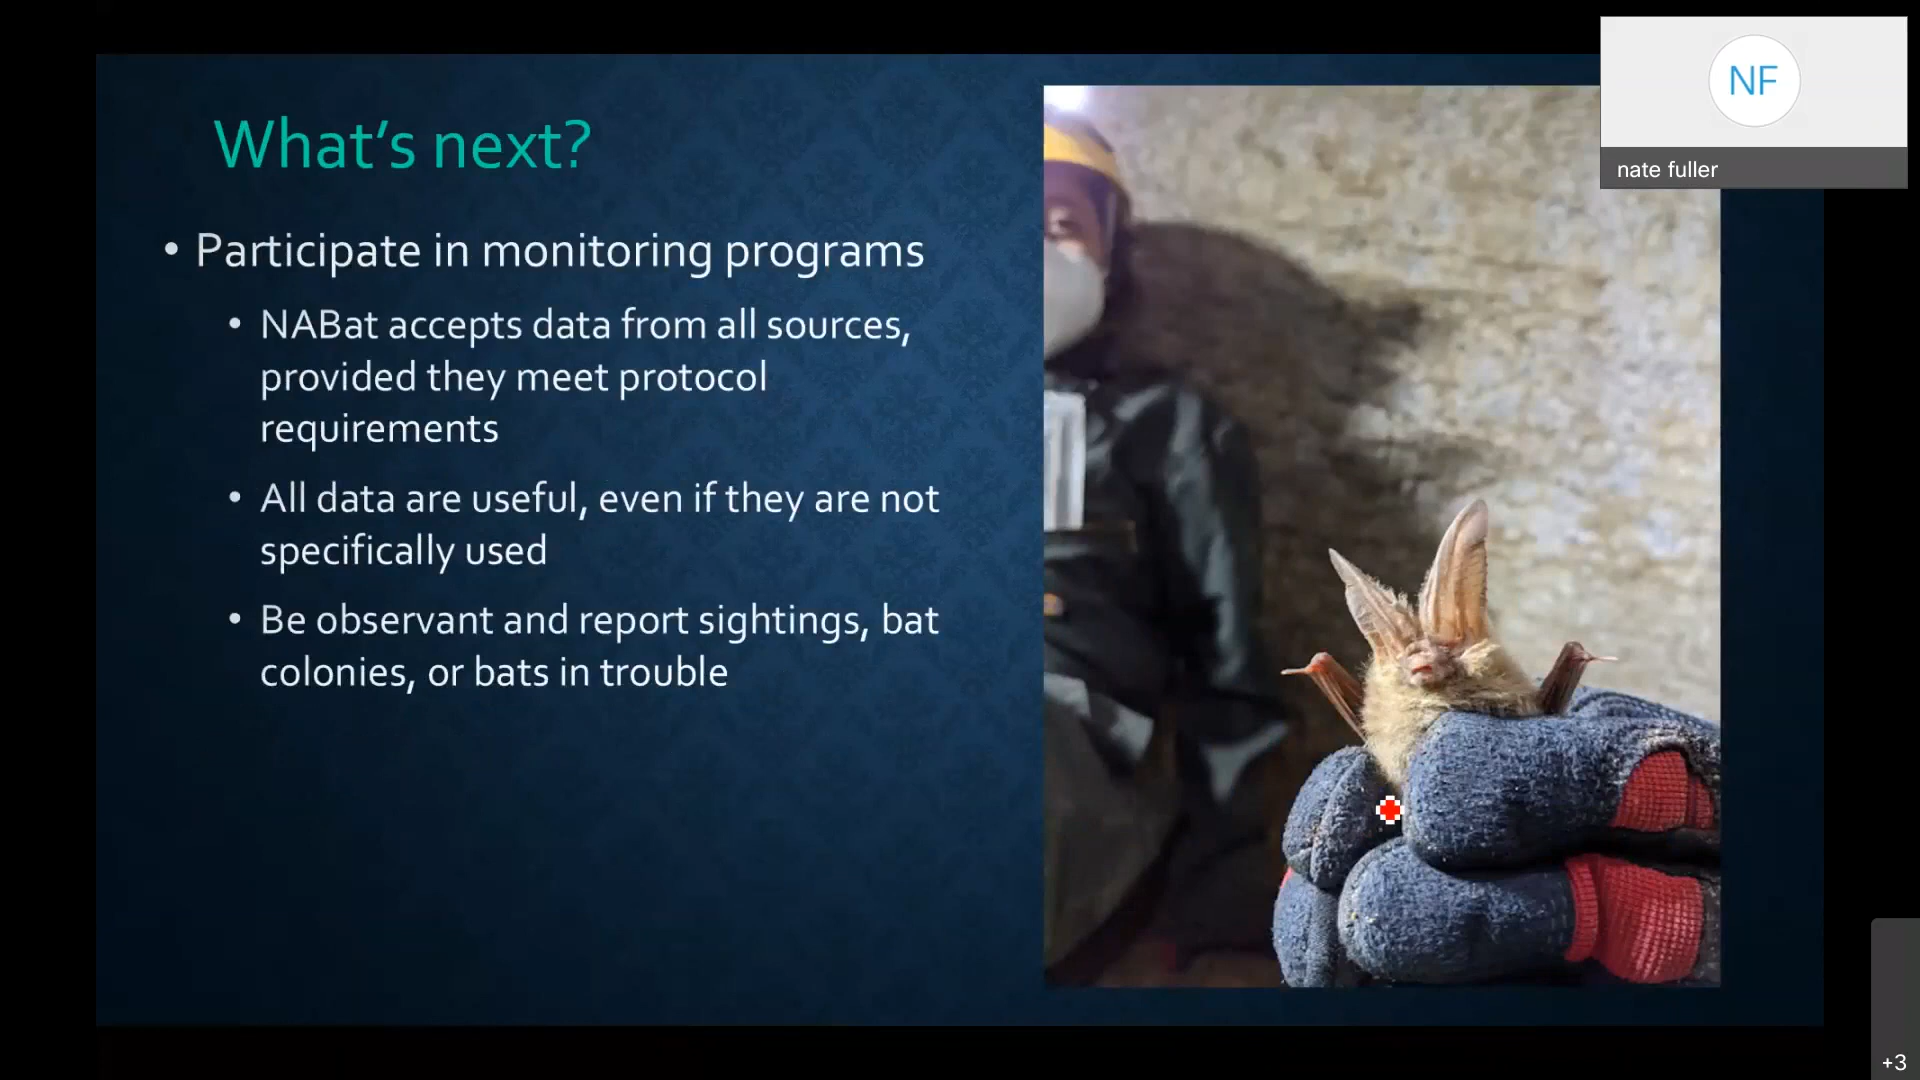 NF
nate fuller
What's next?
• Participate in monitoring programs
• NABat accepts data from all sources,
provided they meet protocol
requirements
• All data are useful, even if they are not
specifically used
• Be observant and report sightings, bat
colonies, or bats in trouble
+3